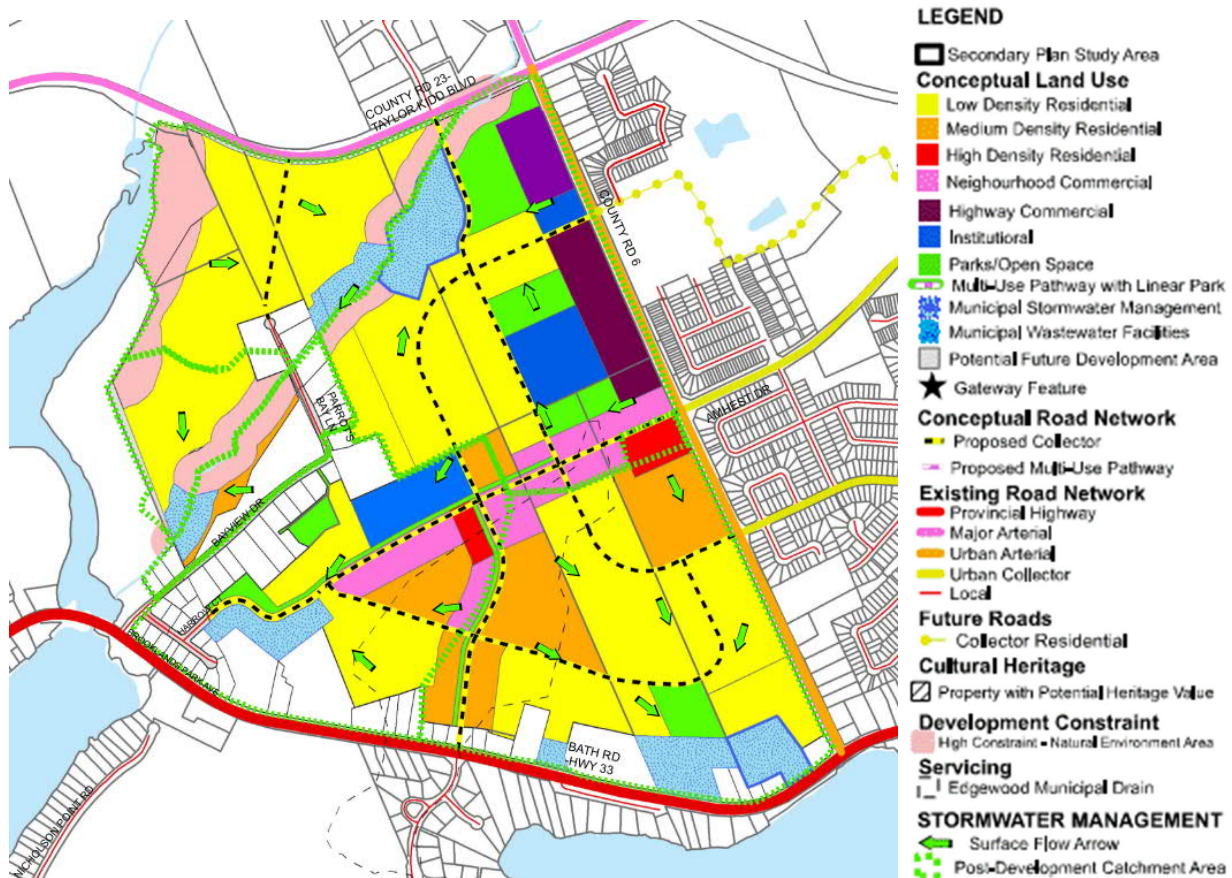 COUNTY RD 23-
TAYLOR KIDD BLVD
COUNTY RD 6
PARROTS
BAY LN
AMHEST DR
BAYVIEW DR
HARROW CT
BROOKLANDS PARK AVE
BATH RD
-HWY 33
NICHOLSON POINT RD
LEGEND
Secondary Plan Study Area
Conceptual Land Use
Low Density Residential
Medium Density Residential
High Density Residential
Neighourhood Commercial
Highway Commercial
Institutioral
Parks/Open Space
Multi-Use Pathway with Linear Park
Municipal Stormwater Management
Municipal Wastewater Facilities
Potential Future Development Area
Gateway Feature
Conceptual Road Network
Proposed Collector
Proposed Multi-Use Pathway
Existing Road Network
Provincial Highway
Major Arterial
Urban Arterial
Urban Collector
Local
Future Roads
Collector Residential
Cultural Heritage
Property with Potential Heritage Value
Development Constraint
High Constraint - Natural Environment Area
Servicing
Edgewood Municipal Drain
STORMWATER MANAGEMENT
Surface Flow Arrow
Post-Development Catchment Area